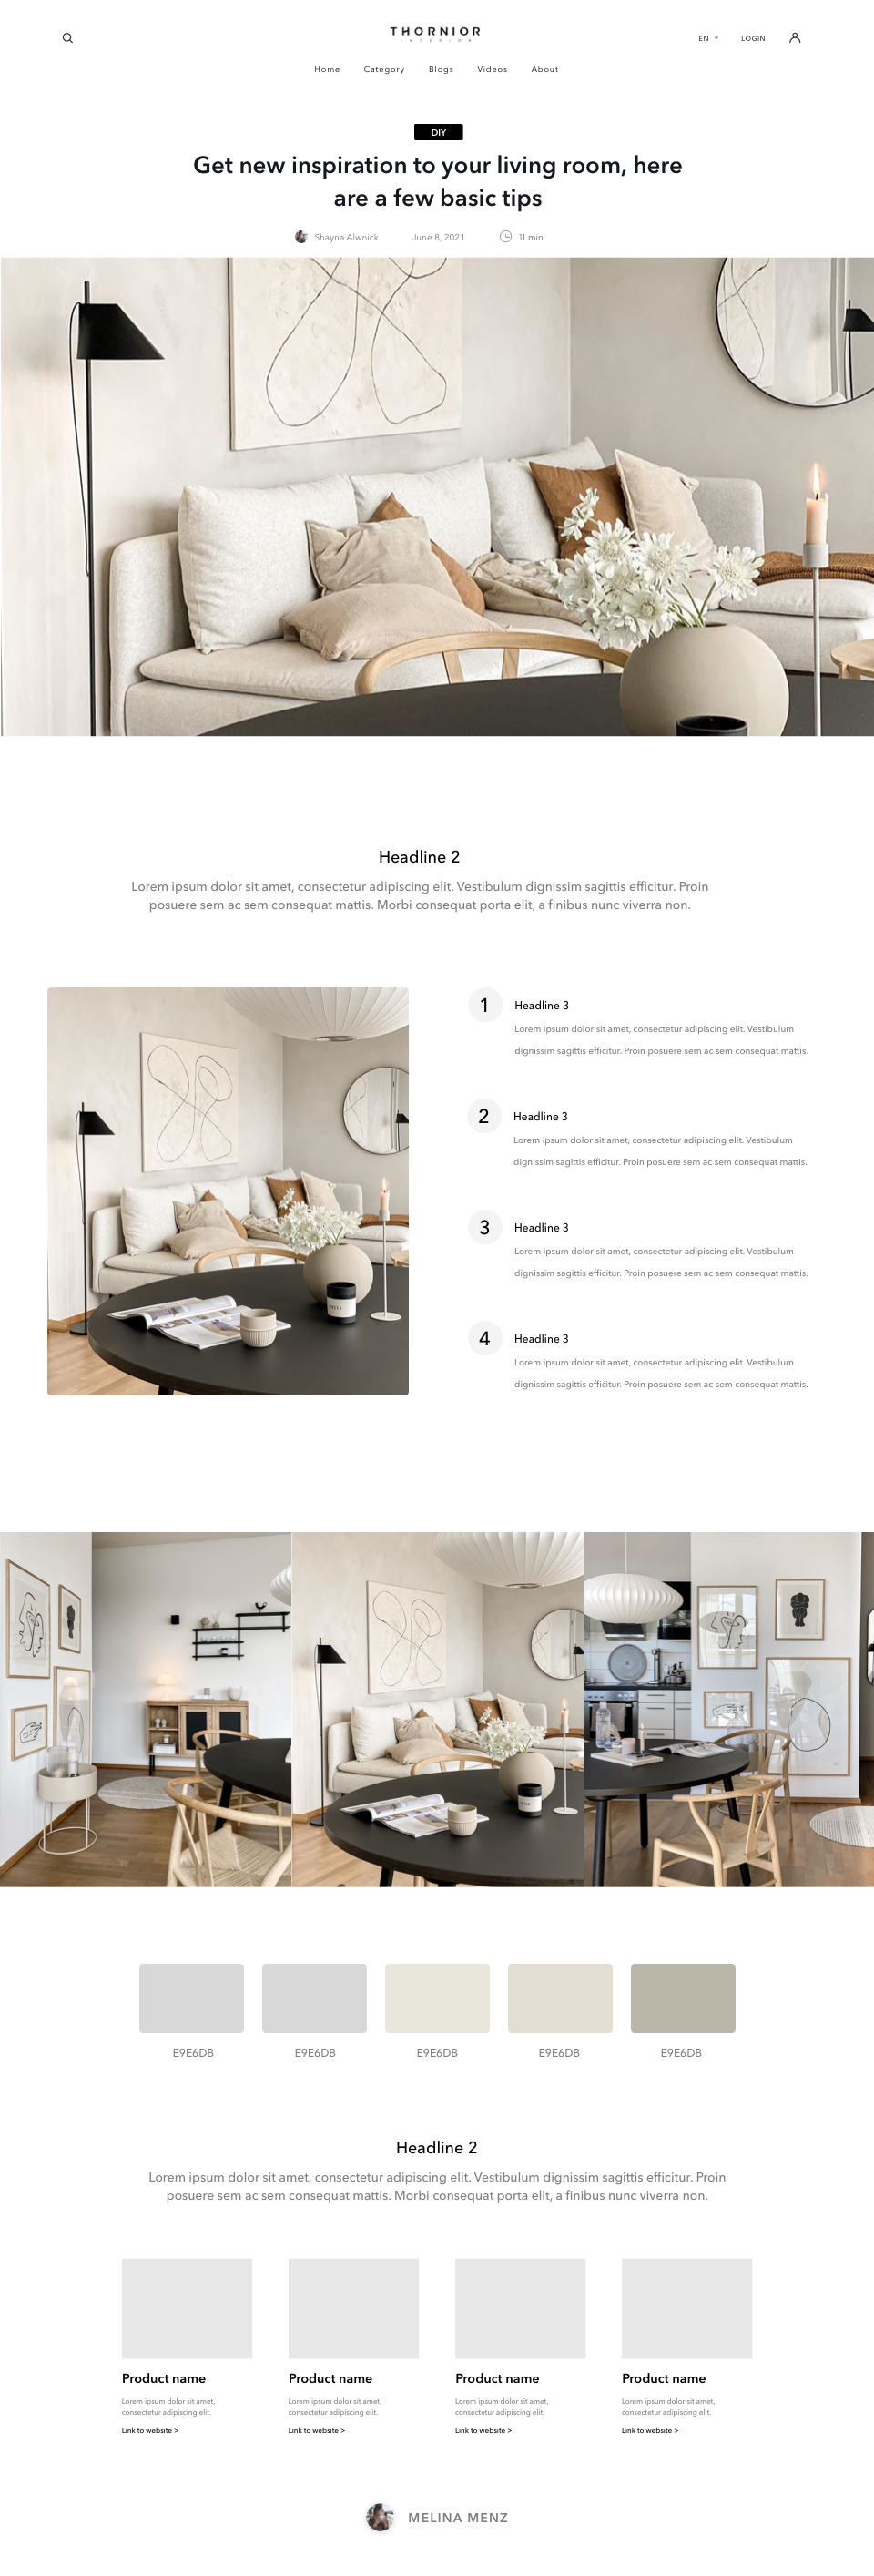 THORNIOR
INTERIOR
EN
LOGIN
Home Category Blogs Videos About
DIY
Get new inspiration to your living room, here
are a few basic tips
Shayna Alwnick June 8, 2021 11 min
Headline 2
Lorem ipsum dolor sit amet, consectetur adipiscing elit. Vestibulum dignissim sagittis efficitur. Proin
posuere sem ac sem consequat mattis. Morbi consequat porta elit, a finibus nunc viverra non.
1 Headline 3
Lorem ipsum dolor sit amet, consectetur adipiscing elit. Vestibulum
dignissim sagittis efficitur. Proin posuere sem ac sem consequat mattis.
2 Headline 3
Lorem ipsum dolor sit amet, consectetur adipiscing elit. Vestibulum
dignissim sagittis efficitur. Proin posuere sem ac sem consequat mattis.
3 Headline 3
Lorem ipsum dolor sit amet, consectetur adipiscing elit. Vestibulum
dignissim sagittis efficitur. Proin posuere sem ac sem consequat mattis.
4 Headline 3
Lorem ipsum dolor sit amet, consectetur adipiscing elit. Vestibulum
dignissim sagittis efficitur. Proin posuere sem ac sem consequat mattis.
E9E6DB E9E6DB E9E6DB E9E6DB E9E6DB
Headline 2
Lorem ipsum dolor sit amet, consectetur adipiscing elit. Vestibulum dignissim sagittis efficitur. Proin
posuere sem ac sem consequat mattis. Morbi consequat porta elit, a finibus nunc viverra non.
Product name
Lorem ipsum dolor sit amet,
consectetur adipiscing elit.
Link to website >
Product name
Lorem ipsum dolor sit amet,
consectetur adipiscing elit.
Link to website >
Product name
Lorem ipsum dolor sit amet,
consectetur adipiscing elit.
Link to website >
Product name
Lorem ipsum dolor sit amet,
consectetur adipiscing elit.
Link to website >
MELINA MENZ